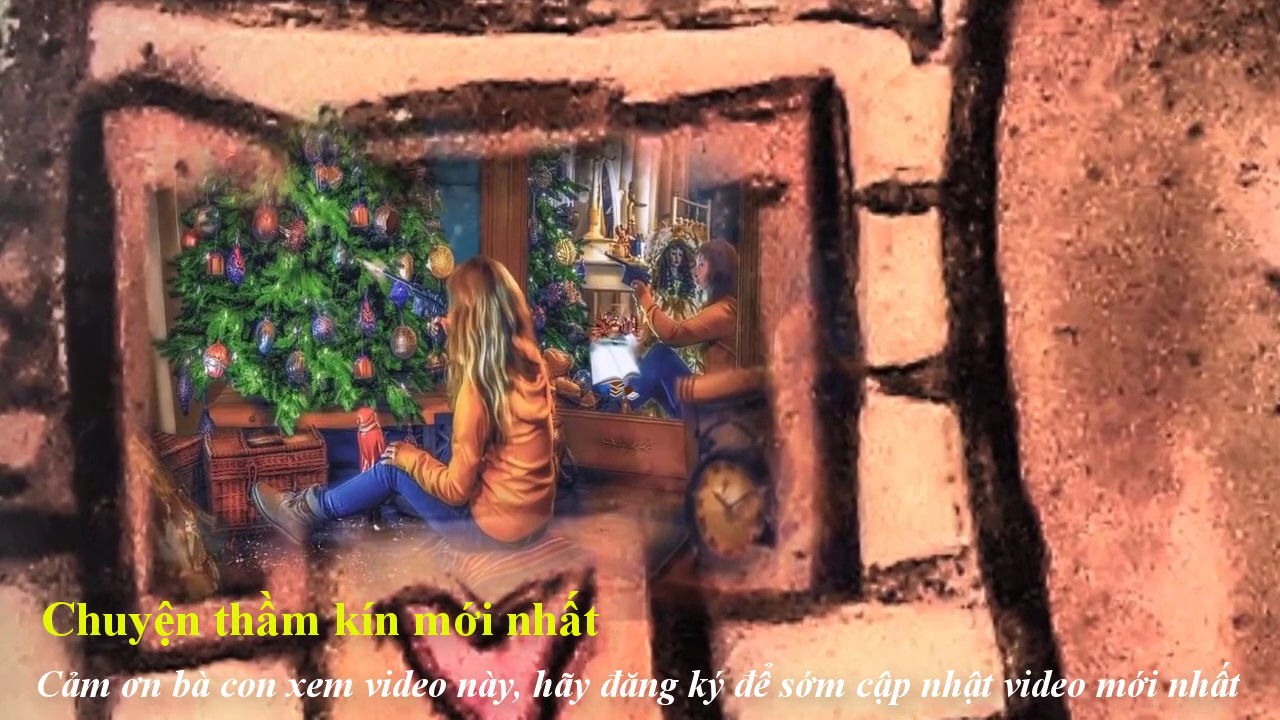 Chuyện thầm kín mới nhất
Cảm ơn bà con xem video này, hãy đăng ký để sớm cập nhật video mới nhất